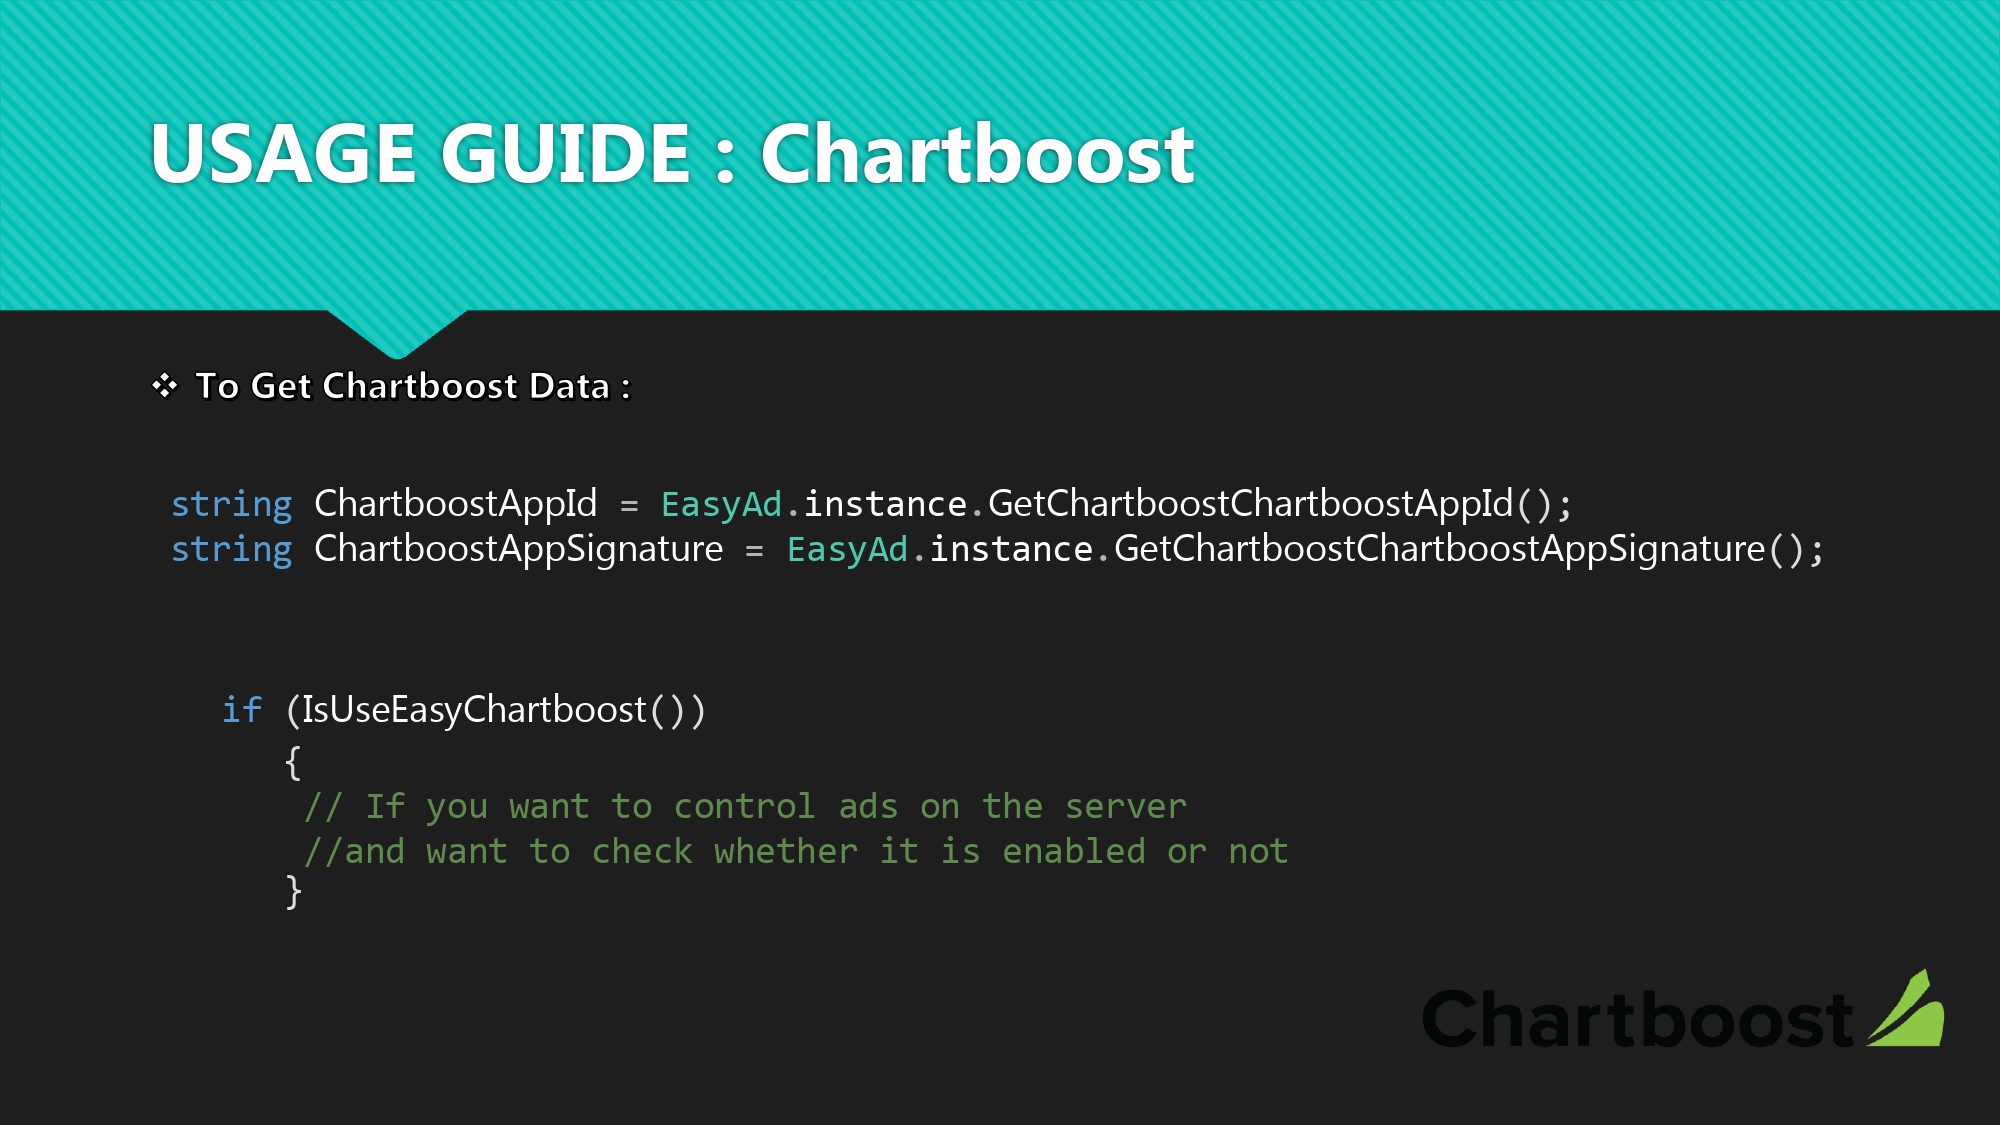 USAGE GUIDE : Chartboost
❖ To Get Chartboost Data :
string ChartboostAppId = EasyAd.instance.GetChartboostChartboostAppId();
string ChartboostAppSignature = EasyAd.instance.GetChartboostChartboostAppSignature();
if (IsUseEasyChartboost())
{
// If you want to control ads on the server
//and want to check whether it is enabled or not
}
Chartboost